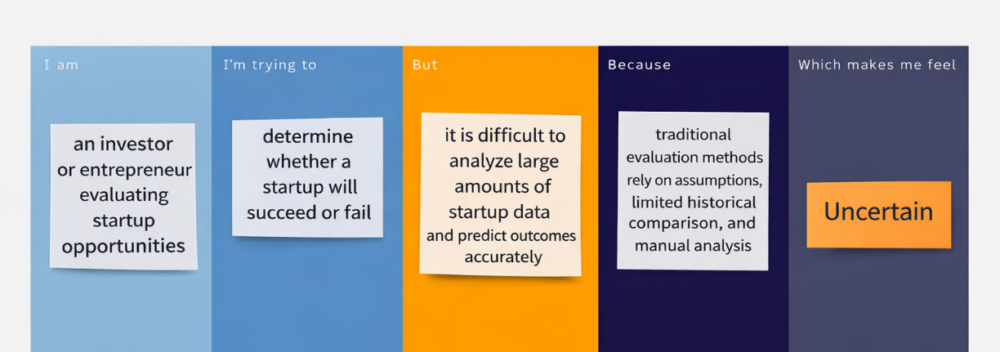 I am
an investor
or entrepreneur
evaluating
startup
opportunities
I'm trying to
determine
whether a
startup will
succeed or fail
But
it is difficult to
analyze large
amounts of
startup data
and predict outcomes
accurately
Because
traditional
evaluation methods
rely on assumptions,
limited historical
comparison, and
manual analysis
Which makes me feel
Uncertain